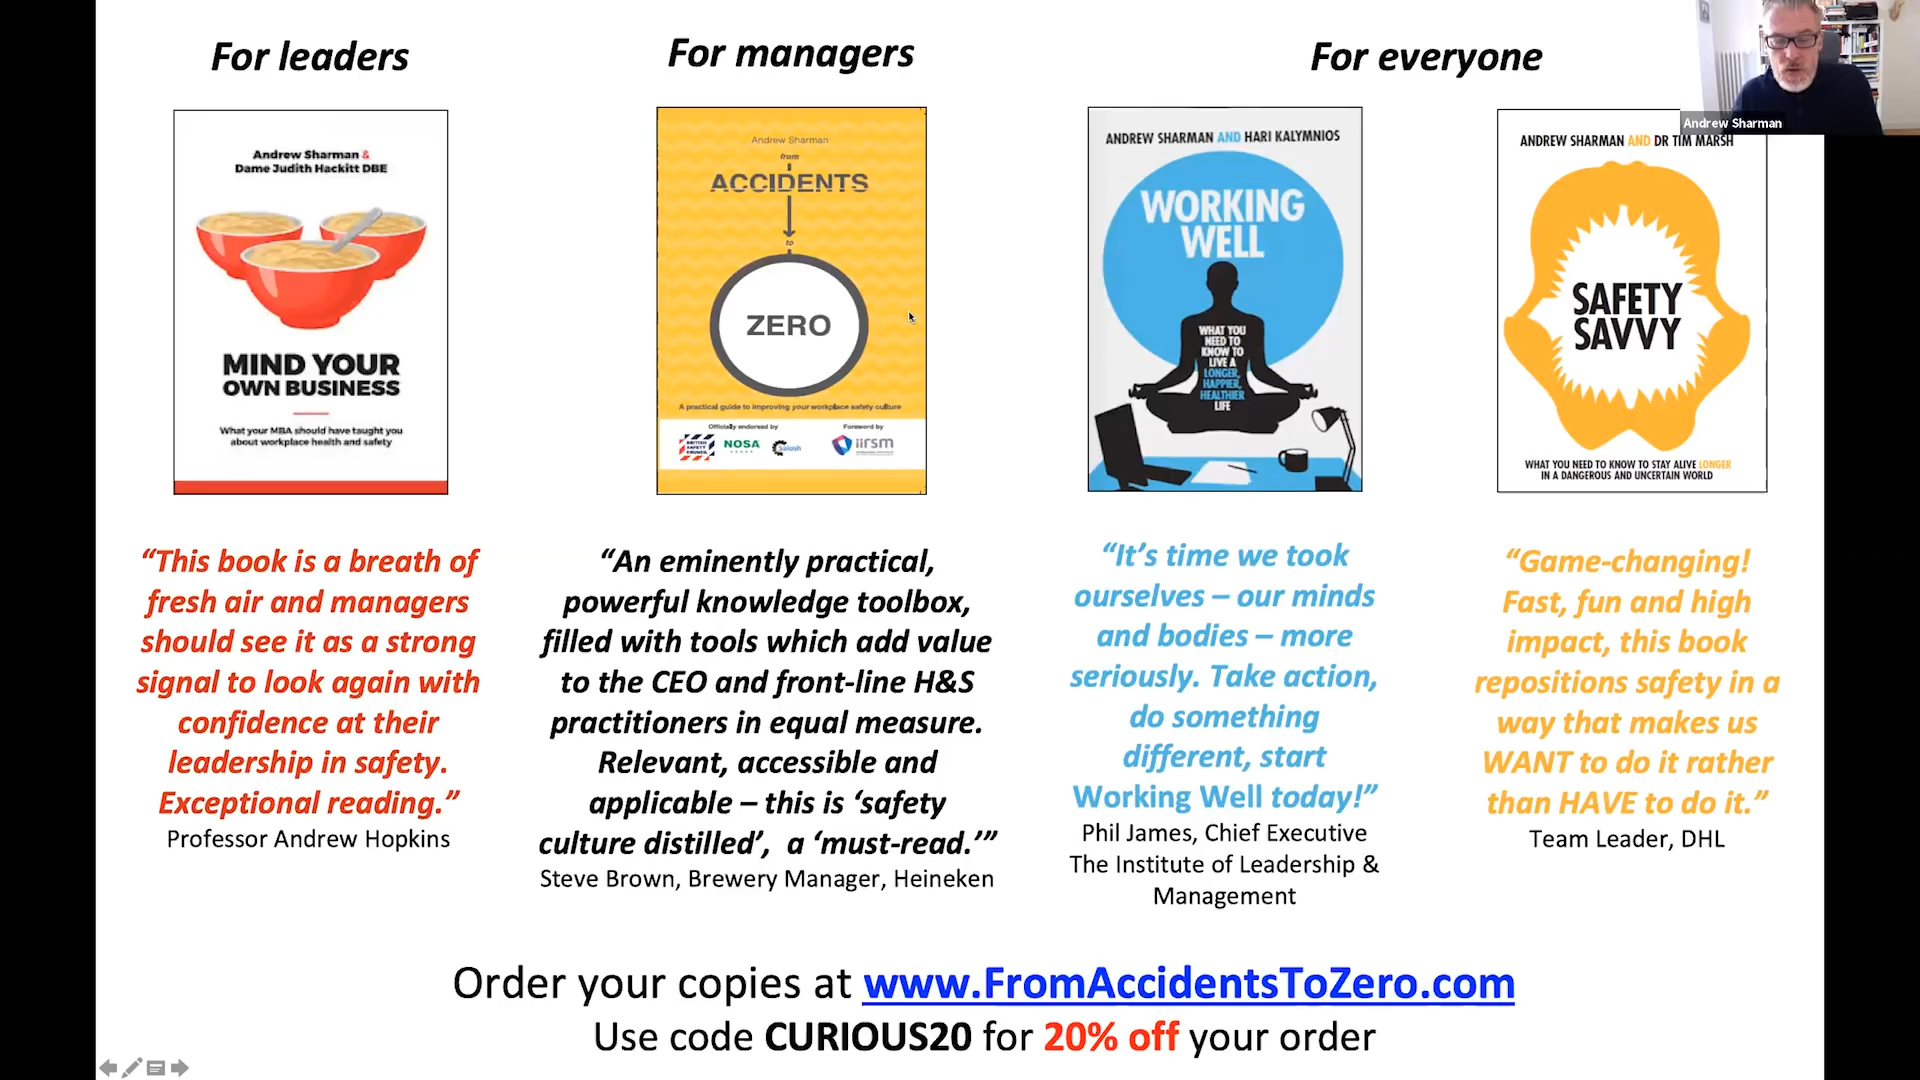 For leaders
For managers
For everyone
Andrew Sharman
Andrew Sharman &
Dame Judith Hackitt DBE
MIND YOUR
OWN BUSINESS
What your MBA should have taught you
about workplace health and safety
Andrew Sharman
from
ACCIDENTS
to
ZERO
A practical guide to improving your workplace safety culture
Officially endorsed by
Foreword by
BRITISH
SAFETY
COUNCIL
NOSA
Saiosh
iirsm
ANDREW SHARMAN AND HARI KALYMNIOS
WORKING
WELL
WHAT YOU
NEED TO
KNOW TO
LIVE A
LONGER,
HAPPIER,
HEALTHIER
LIFE
ANDREW SHARMAN AND DR TIM MARSH
SAFETY
SAVVY
WHAT YOU NEED TO KNOW TO STAY ALIVE LONGER
IN A DANGEROUS AND UNCERTAIN WORLD
“This book is a breath of
fresh air and managers
should see it as a strong
signal to look again with
confidence at their
leadership in safety.
Exceptional reading.”
Professor Andrew Hopkins
“An eminently practical,
powerful knowledge toolbox,
filled with tools which add value
to the CEO and front-line H&S
practitioners in equal measure.
Relevant, accessible and
applicable – this is ‘safety
culture distilled’, a ‘must-read.’”
Steve Brown, Brewery Manager, Heineken
“It’s time we took
ourselves – our minds
and bodies – more
seriously. Take action,
do something
different, start
Working Well today!”
Phil James, Chief Executive
The Institute of Leadership &
Management
“Game-changing!
Fast, fun and high
impact, this book
repositions safety in a
way that makes us
WANT to do it rather
than HAVE to do it.”
Team Leader, DHL
Order your copies at www.FromAccidentsToZero.com
Use code CURIOUS20 for 20% off your order